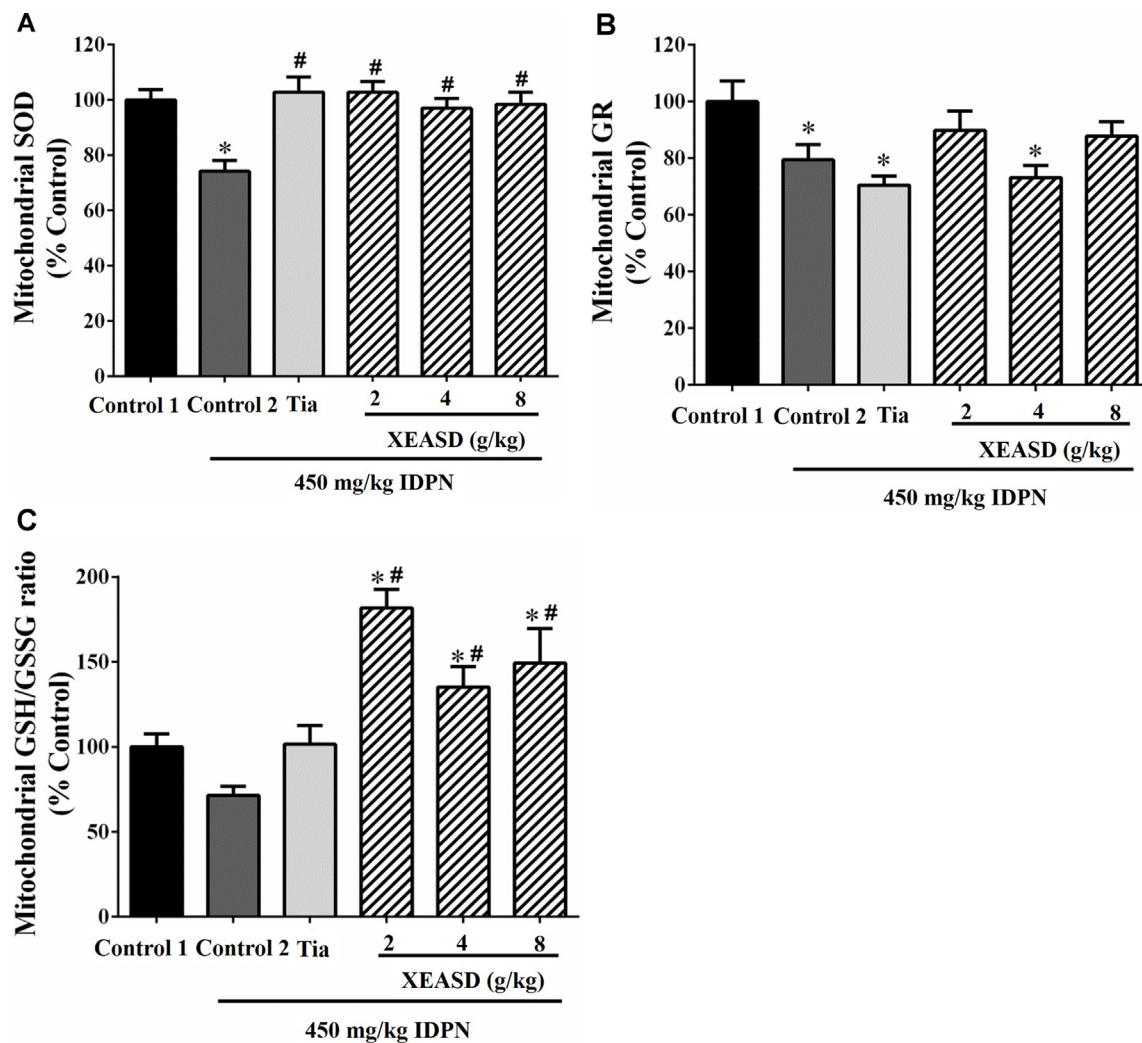 A
Mitochondrial SOD
(% Control)
120
100
80
60
40
20
0
*
#
#
#
#
Control 1 Control 2 Tia 2 4 8
XEASD (g/kg)
450 mg/kg IDPN
B
Mitochondrial GR
(% Control)
120
100
80
60
40
20
0
*
*
*
Control 1 Control 2 Tia 2 4 8
XEASD (g/kg)
450 mg/kg IDPN
C
Mitochondrial GSH/GSSG ratio
(% Control)
200
150
100
50
0
*#
*#
*#
Control 1 Control 2 Tia 2 4 8
XEASD (g/kg)
450 mg/kg IDPN